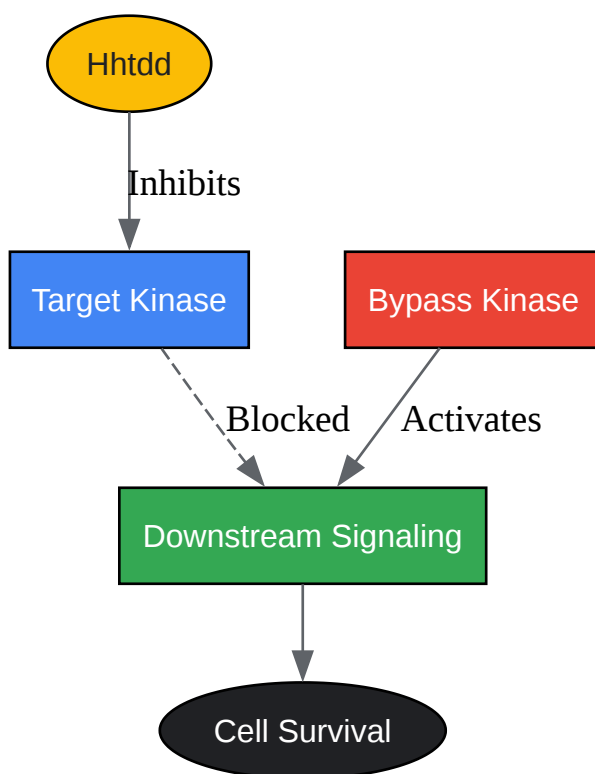 Hhtdd
Inhibits
Target Kinase
Bypass Kinase
Blocked
Activates
Downstream Signaling
Cell Survival